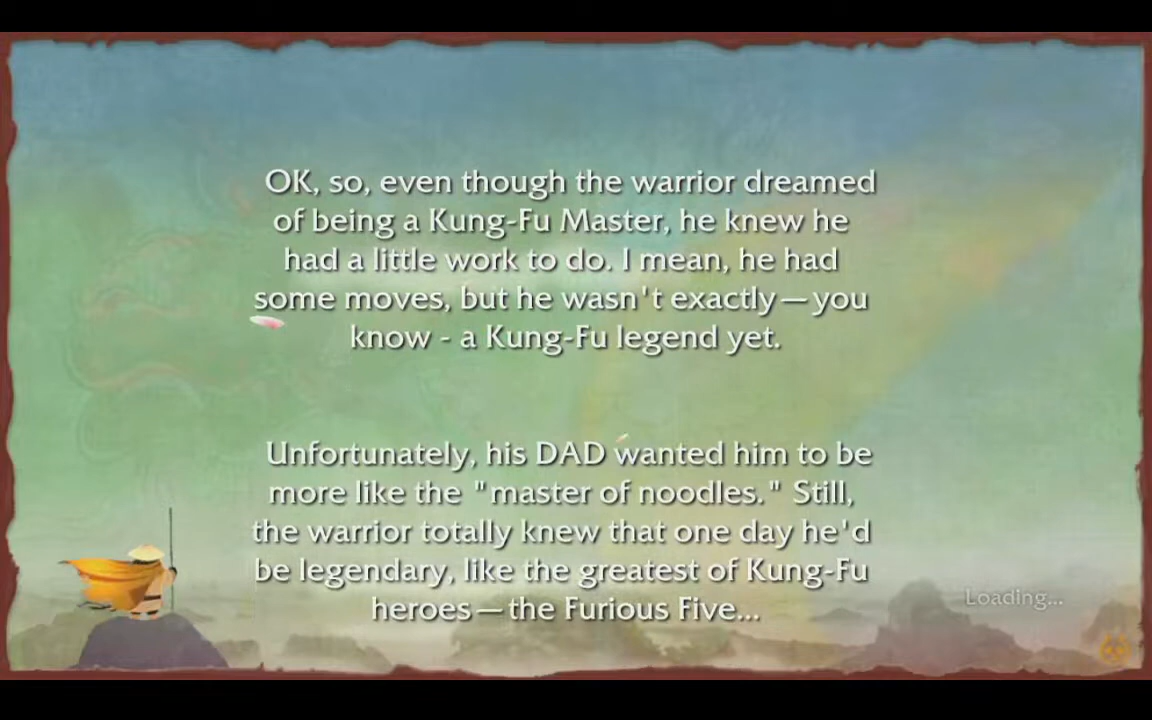 OK, so, even though the warrior dreamed
of being a Kung-Fu Master, he knew he
had a little work to do. I mean, he had
some moves, but he wasn't exactly—you
know - a Kung-Fu legend yet.
Unfortunately, his DAD wanted him to be
more like the "master of noodles." Still,
the warrior totally knew that one day he'd
be legendary, like the greatest of Kung-Fu
heroes—the Furious Five...
Loading...